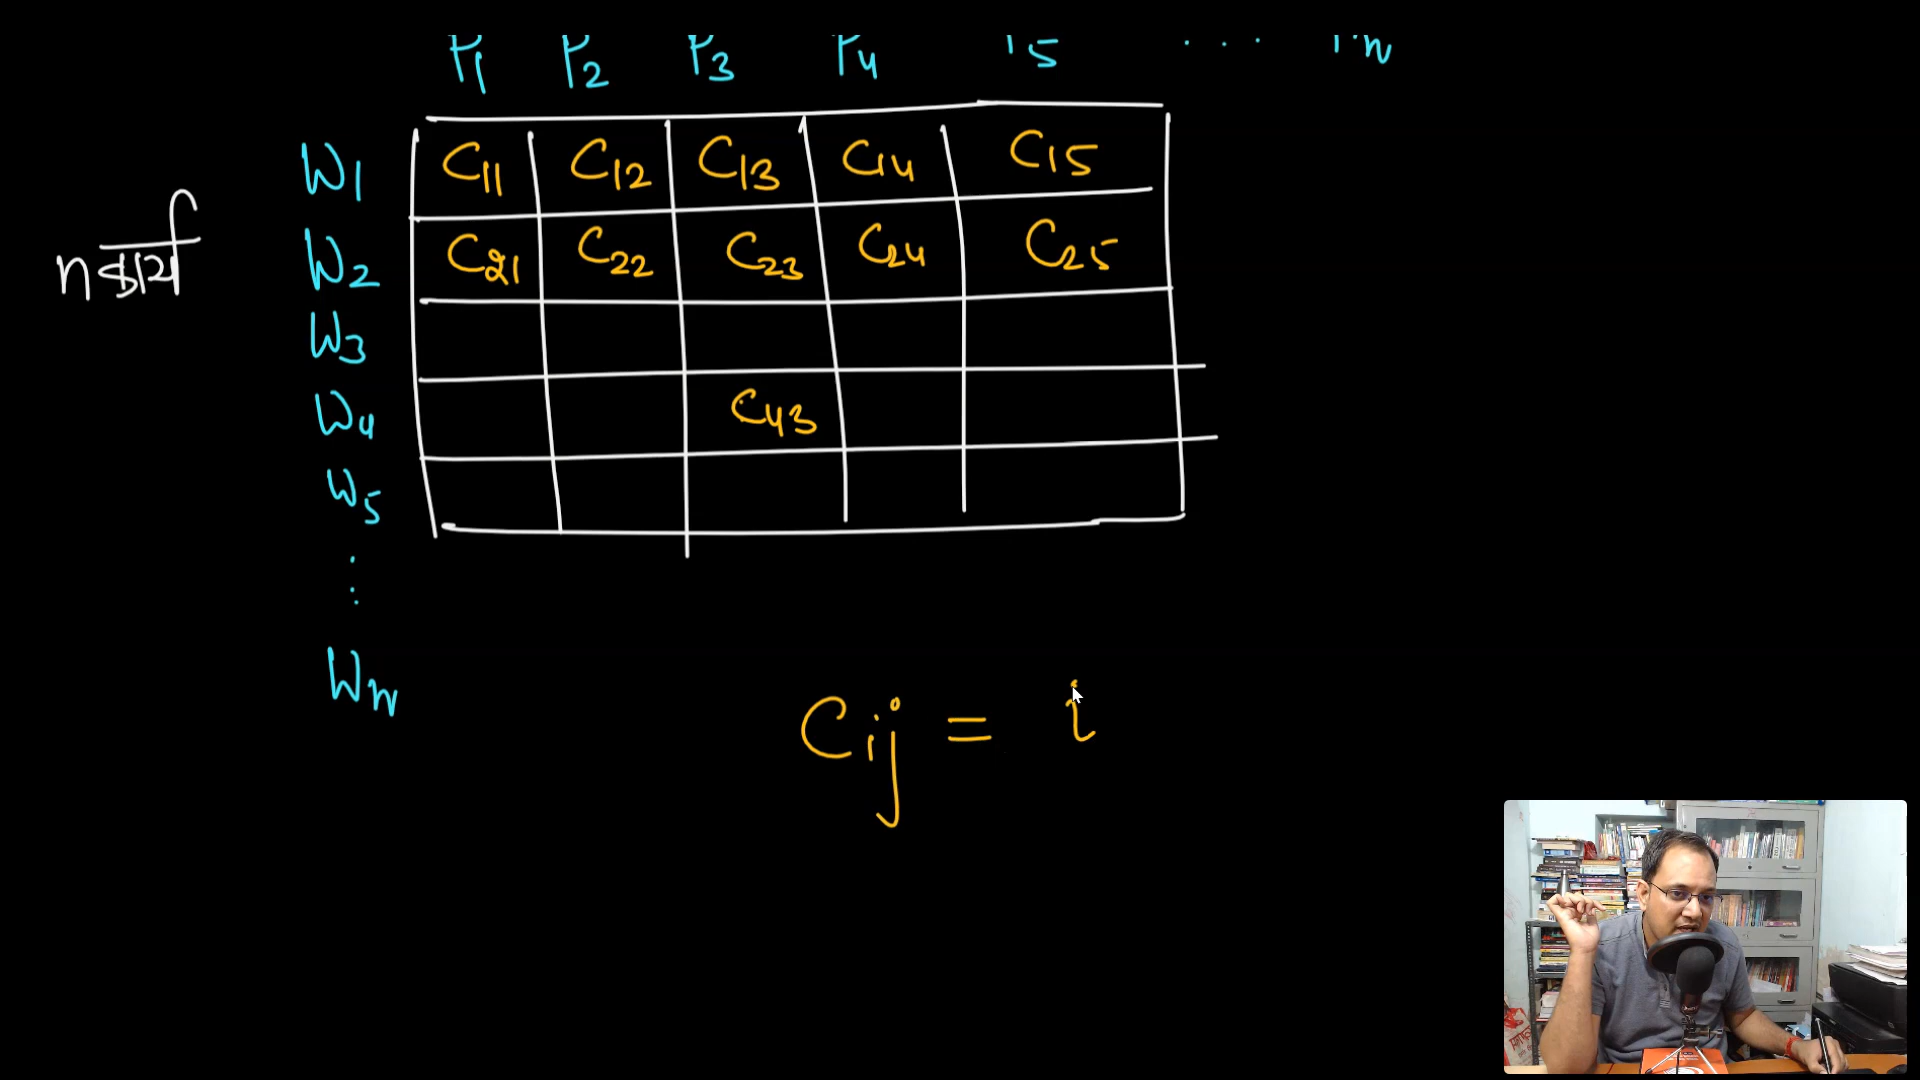 P1 P2 P3 P4 P5 ... Pn
W1 C11 C12 C13 C14 C15
n कार्य W2 C21 C22 C23 C24 C25
W3
W4 C43
W5
⋮
Wn
Cij = i